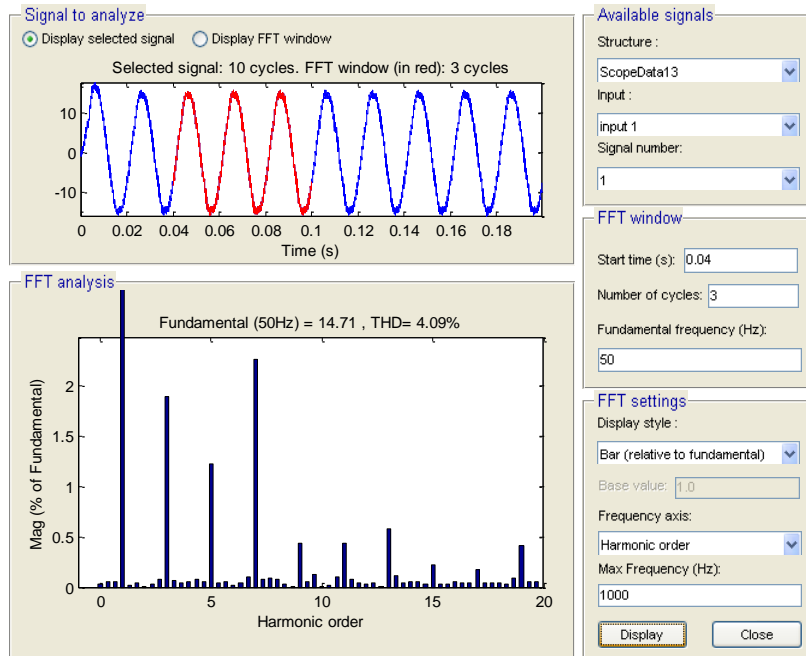 Signal to analyze
Display selected signal Display FFT window
Selected signal: 10 cycles. FFT window (in red): 3 cycles
10
0
-10
0 0.02 0.04 0.06 0.08 0.1 0.12 0.14 0.16 0.18
Time (s)
FFT analysis
Fundamental (50Hz) = 14.71 , THD= 4.09%
Mag (% of Fundamental)
2
1.5
1
0.5
0
0 5 10 15 20
Harmonic order
Available signals
Structure :
ScopeData13
Input :
input 1
Signal number:
1
FFT window
Start time (s): 0.04
Number of cycles: 3
Fundamental frequency (Hz):
50
FFT settings
Display style :
Bar (relative to fundamental)
Base value: 1.0
Frequency axis:
Harmonic order
Max Frequency (Hz):
1000
Display Close